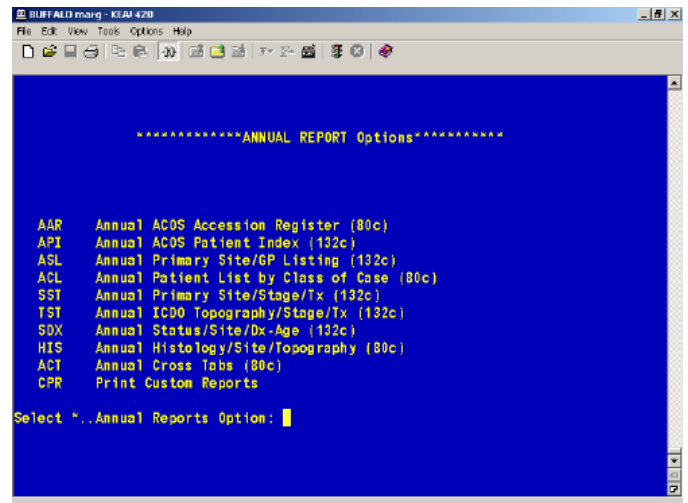 BUFFALO marg - KEA! 420
File Edit View Tools Options Help
*************ANNUAL REPORT Options***********
AAR Annual ACOS Accession Register (80c)
API Annual ACOS Patient Index (132c)
ASL Annual Primary Site/GP Listing (132c)
ACL Annual Patient List by Class of Case (80c)
SST Annual Primary Site/Stage/Tx (132c)
TST Annual ICDO Topography/Stage/Tx (132c)
SDX Annual Status/Site/Dx-Age (132c)
HIS Annual Histology/Site/Topography (80c)
ACT Annual Cross Tabs (80c)
CPR Print Custom Reports
Select *..Annual Reports Option: